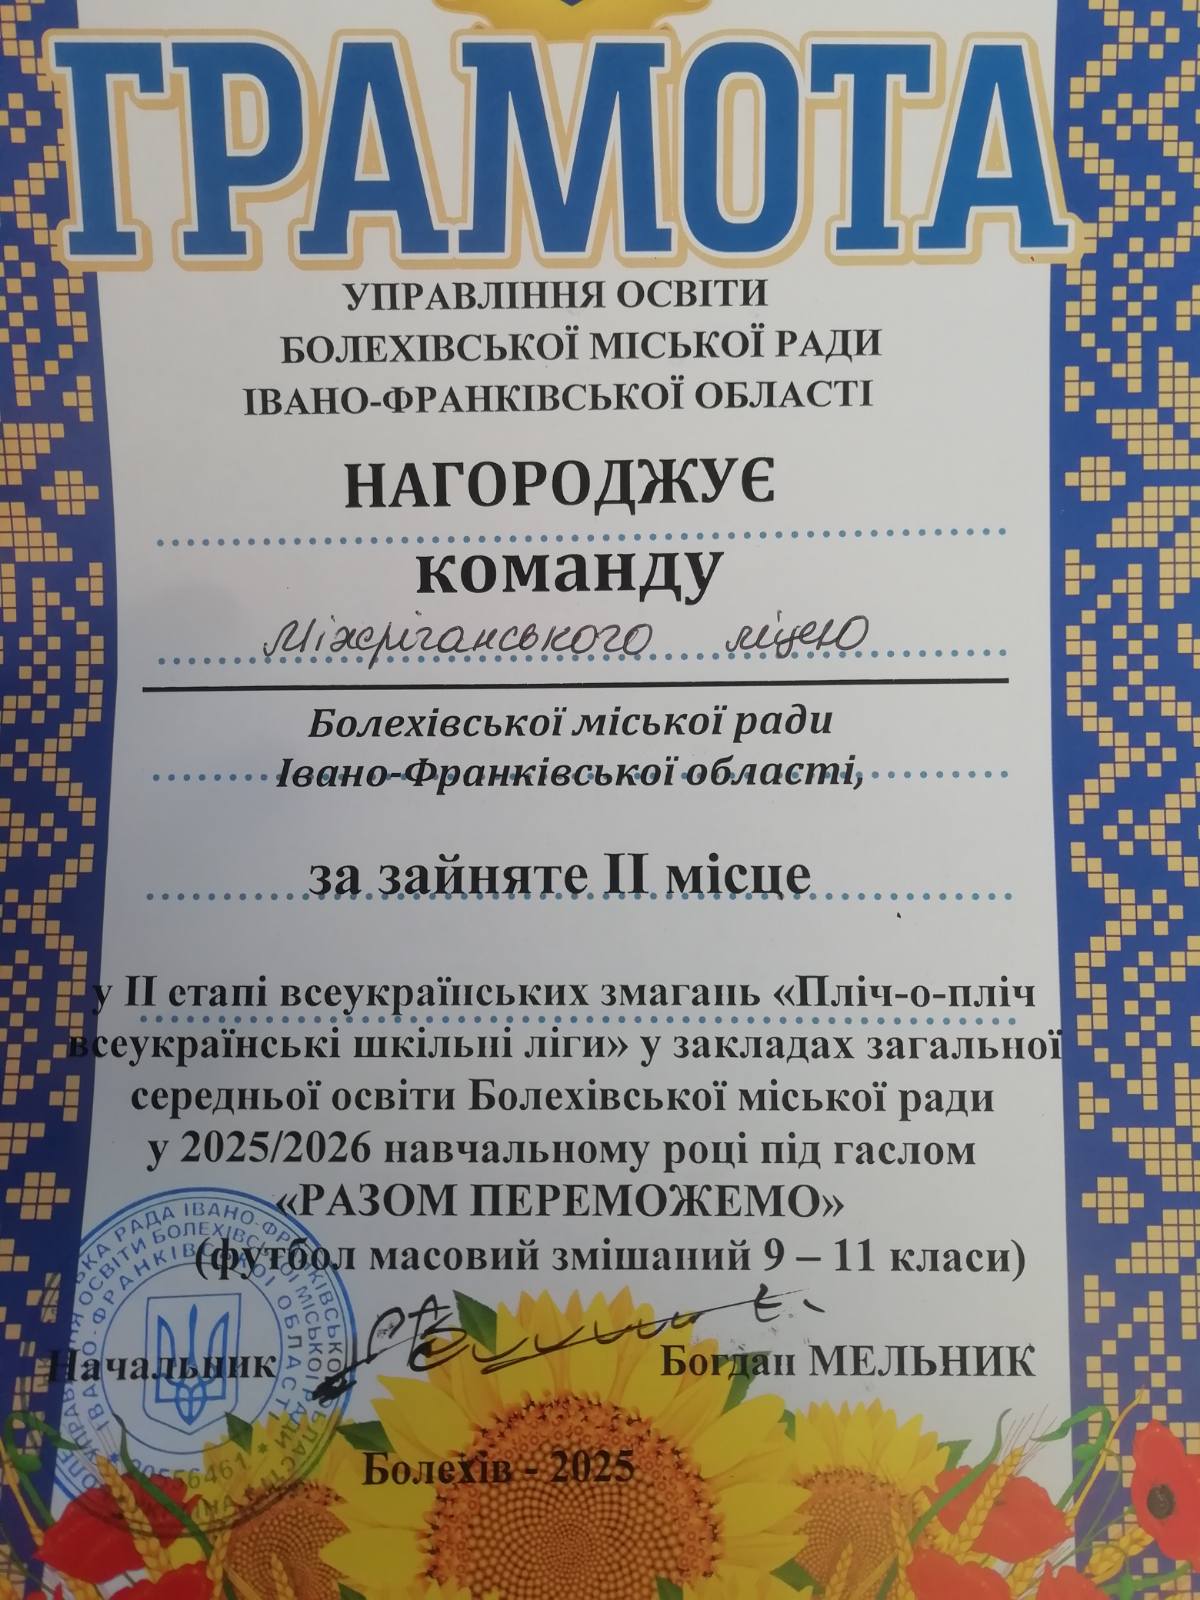 ГРАМОТА
УПРАВЛІННЯ ОСВІТИ
БОЛЕХІВСЬКОЇ МІСЬКОЇ РАДИ
ІВАНО-ФРАНКІВСЬКОЇ ОБЛАСТІ
НАГОРОДЖУЄ
команду
Міжріганського ліцею
Болехівської міської ради
Івано-Франківської області,
за зайняте ІІ місце
у ІІ етапі всеукраїнських змагань «Пліч-о-пліч
всеукраїнські шкільні ліги» у закладах загальної
середньої освіти Болехівської міської ради
у 2025/2026 навчальному році під гаслом
«РАЗОМ ПЕРЕМОЖЕМО»
(футбол масовий змішаний 9 – 11 класи)
Начальник Богдан МЕЛЬНИК
Болехів - 2025